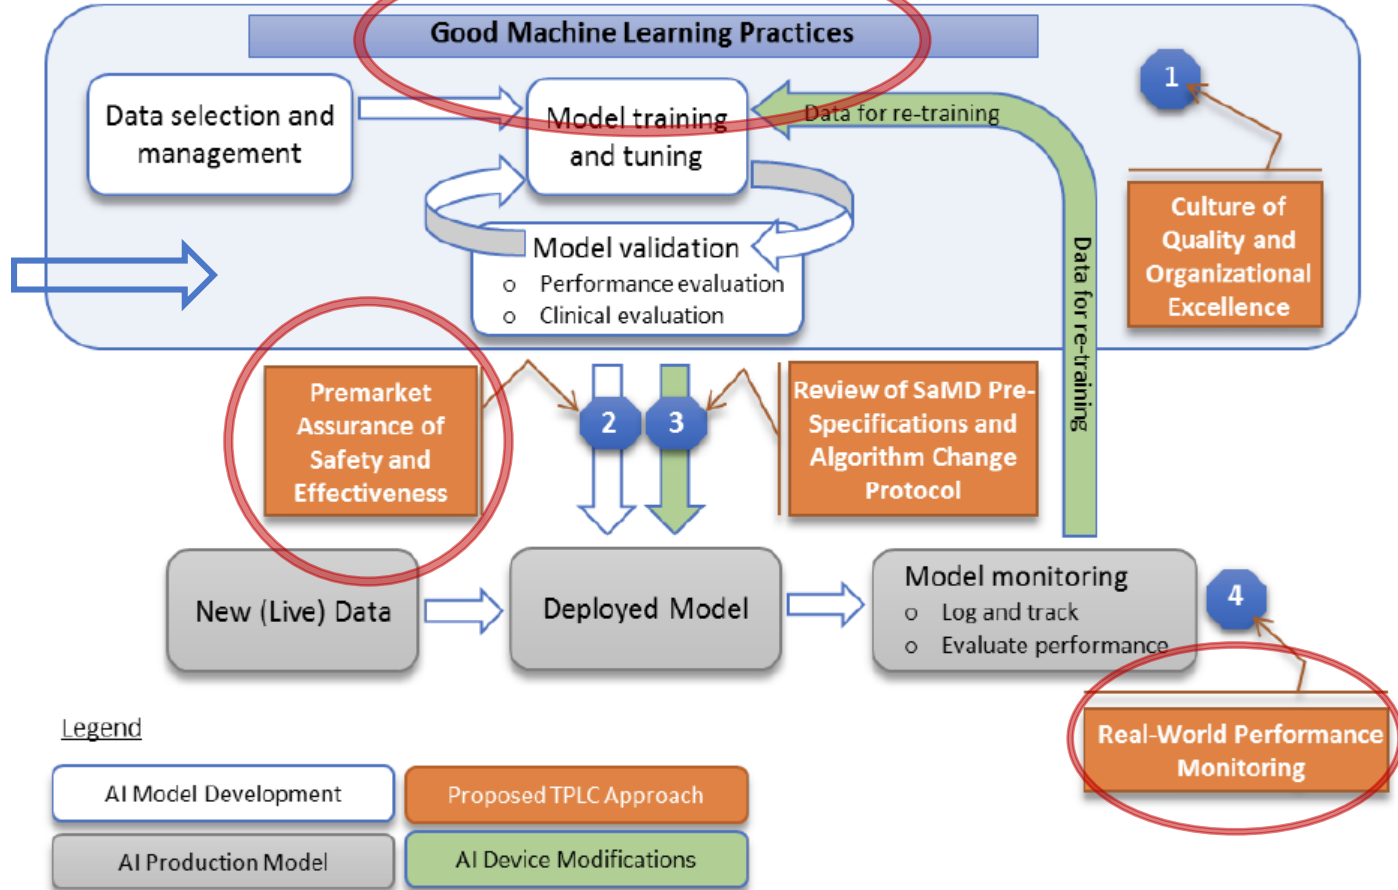 Good Machine Learning Practices
Data selection and
management
Model training
and tuning
Data for re-training
1
Culture of
Quality and
Organizational
Excellence
Model validation
o Performance evaluation
o Clinical evaluation
Data for re-training
Premarket
Assurance of
Safety and
Effectiveness
2
3
Review of SaMD Pre-
Specifications and
Algorithm Change
Protocol
New (Live) Data
Deployed Model
Model monitoring
o Log and track
o Evaluate performance
4
Real-World Performance
Monitoring
Legend
AI Model Development
Proposed TPLC Approach
AI Production Model
AI Device Modifications